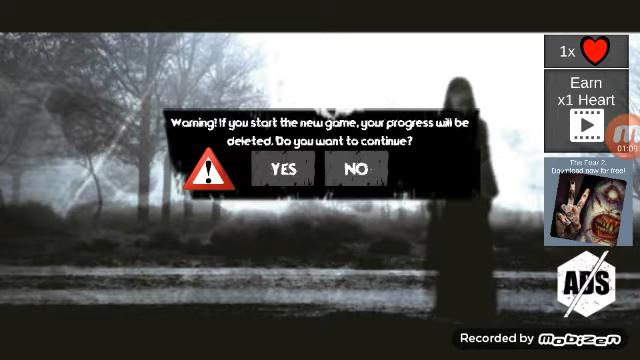 1x
Earn
x1 Heart
Warning! If you start the new game, your progress will be
deleted. Do you want to continue?
YES
NO
01:09
The Fear 2.
Download now for free!
ADS
Recorded by Mobizen